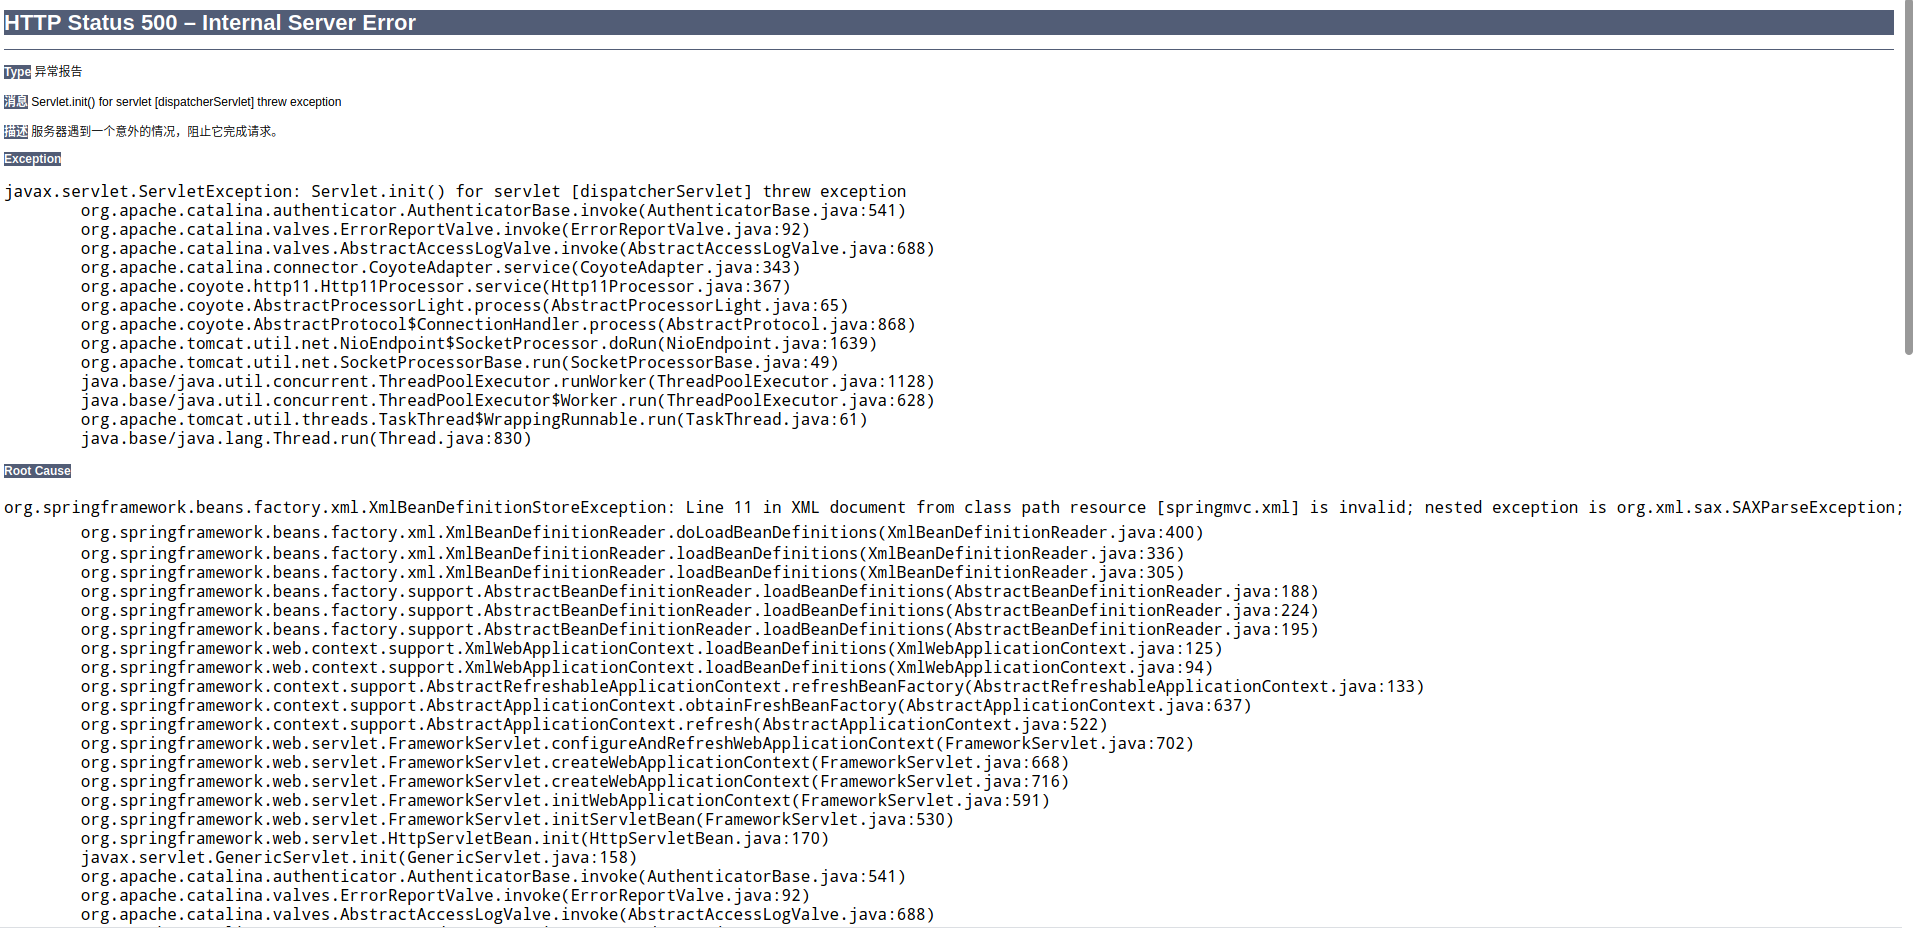 HTTP Status 500 – Internal Server Error
Type 异常报告
消息 Servlet.init() for servlet [dispatcherServlet] threw exception
描述 服务器遇到一个意外的情况，阻止它完成请求。
Exception
javax.servlet.ServletException: Servlet.init() for servlet [dispatcherServlet] threw exception
org.apache.catalina.authenticator.AuthenticatorBase.invoke(AuthenticatorBase.java:541)
org.apache.catalina.valves.ErrorReportValve.invoke(ErrorReportValve.java:92)
org.apache.catalina.valves.AbstractAccessLogValve.invoke(AbstractAccessLogValve.java:688)
org.apache.catalina.connector.CoyoteAdapter.service(CoyoteAdapter.java:343)
org.apache.coyote.http11.Http11Processor.service(Http11Processor.java:367)
org.apache.coyote.AbstractProcessorLight.process(AbstractProcessorLight.java:65)
org.apache.coyote.AbstractProtocol$ConnectionHandler.process(AbstractProtocol.java:868)
org.apache.tomcat.util.net.NioEndpoint$SocketProcessor.doRun(NioEndpoint.java:1639)
org.apache.tomcat.util.net.SocketProcessorBase.run(SocketProcessorBase.java:49)
java.base/java.util.concurrent.ThreadPoolExecutor.runWorker(ThreadPoolExecutor.java:1128)
java.base/java.util.concurrent.ThreadPoolExecutor$Worker.run(ThreadPoolExecutor.java:628)
org.apache.tomcat.util.threads.TaskThread$WrappingRunnable.run(TaskThread.java:61)
java.base/java.lang.Thread.run(Thread.java:830)
Root Cause
org.springframework.beans.factory.xml.XmlBeanDefinitionStoreException: Line 11 in XML document from class path resource [springmvc.xml] is invalid; nested exception is org.xml.sax.SAXParseException;
org.springframework.beans.factory.xml.XmlBeanDefinitionReader.doLoadBeanDefinitions(XmlBeanDefinitionReader.java:400)
org.springframework.beans.factory.xml.XmlBeanDefinitionReader.loadBeanDefinitions(XmlBeanDefinitionReader.java:336)
org.springframework.beans.factory.xml.XmlBeanDefinitionReader.loadBeanDefinitions(XmlBeanDefinitionReader.java:305)
org.springframework.beans.factory.support.AbstractBeanDefinitionReader.loadBeanDefinitions(AbstractBeanDefinitionReader.java:188)
org.springframework.beans.factory.support.AbstractBeanDefinitionReader.loadBeanDefinitions(AbstractBeanDefinitionReader.java:224)
org.springframework.beans.factory.support.AbstractBeanDefinitionReader.loadBeanDefinitions(AbstractBeanDefinitionReader.java:195)
org.springframework.web.context.support.XmlWebApplicationContext.loadBeanDefinitions(XmlWebApplicationContext.java:125)
org.springframework.web.context.support.XmlWebApplicationContext.loadBeanDefinitions(XmlWebApplicationContext.java:94)
org.springframework.context.support.AbstractRefreshableApplicationContext.refreshBeanFactory(AbstractRefreshableApplicationContext.java:133)
org.springframework.context.support.AbstractApplicationContext.obtainFreshBeanFactory(AbstractApplicationContext.java:637)
org.springframework.context.support.AbstractApplicationContext.refresh(AbstractApplicationContext.java:522)
org.springframework.web.servlet.FrameworkServlet.configureAndRefreshWebApplicationContext(FrameworkServlet.java:702)
org.springframework.web.servlet.FrameworkServlet.createWebApplicationContext(FrameworkServlet.java:668)
org.springframework.web.servlet.FrameworkServlet.createWebApplicationContext(FrameworkServlet.java:716)
org.springframework.web.servlet.FrameworkServlet.initWebApplicationContext(FrameworkServlet.java:591)
org.springframework.web.servlet.FrameworkServlet.initServletBean(FrameworkServlet.java:530)
org.springframework.web.servlet.HttpServletBean.init(HttpServletBean.java:170)
javax.servlet.GenericServlet.init(GenericServlet.java:158)
org.apache.catalina.authenticator.AuthenticatorBase.invoke(AuthenticatorBase.java:541)
org.apache.catalina.valves.ErrorReportValve.invoke(ErrorReportValve.java:92)
org.apache.catalina.valves.AbstractAccessLogValve.invoke(AbstractAccessLogValve.java:688)